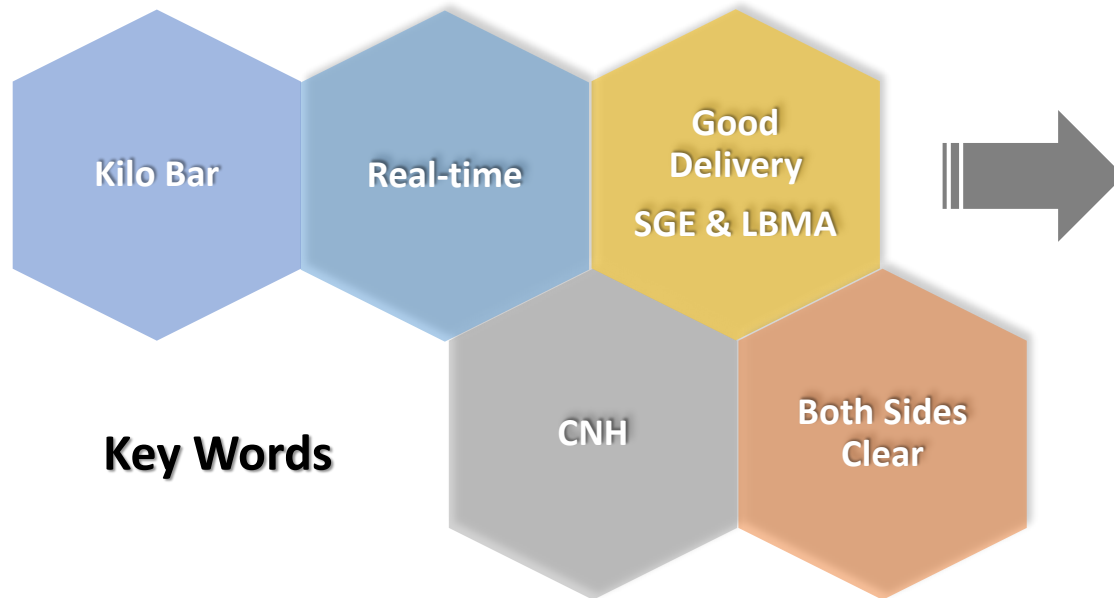 Kilo Bar
Real-time
Good
Delivery
SGE & LBMA
CNH
Both Sides
Clear
Key Words